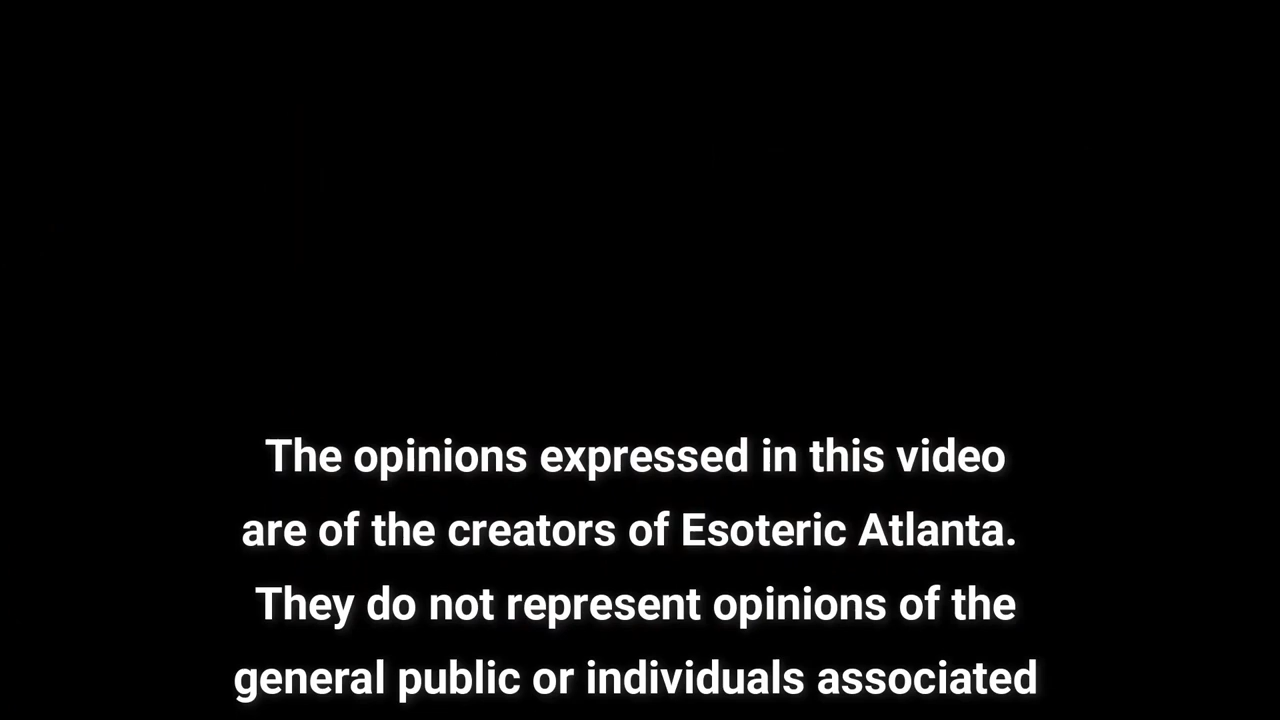 The opinions expressed in this video
are of the creators of Esoteric Atlanta.
They do not represent opinions of the
general public or individuals associated